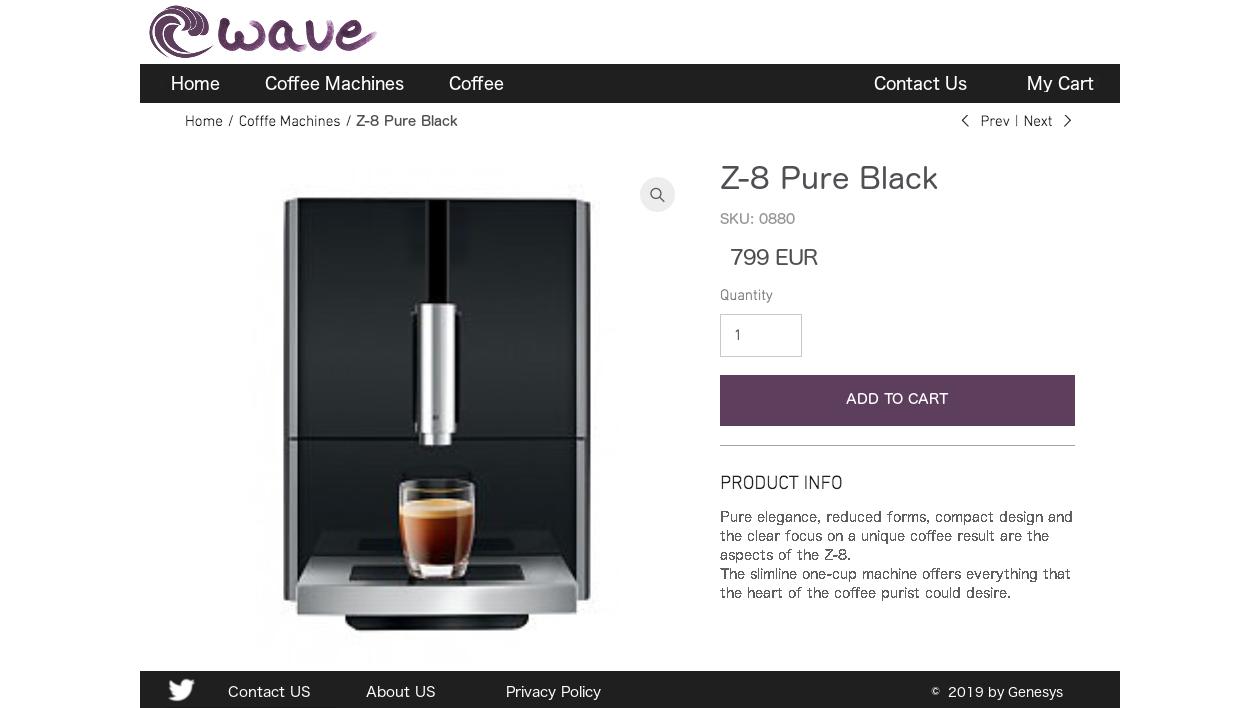 wave
Home Coffee Machines Coffee Contact Us My Cart
Home / Cofffe Machines / Z-8 Pure Black
Prev | Next
Z-8 Pure Black
SKU: 0880
799 EUR
Quantity
1
ADD TO CART
PRODUCT INFO
Pure elegance, reduced forms, compact design and
the clear focus on a unique coffee result are the
aspects of the Z-8.
The slimline one-cup machine offers everything that
the heart of the coffee purist could desire.
Contact US About US Privacy Policy © 2019 by Genesys